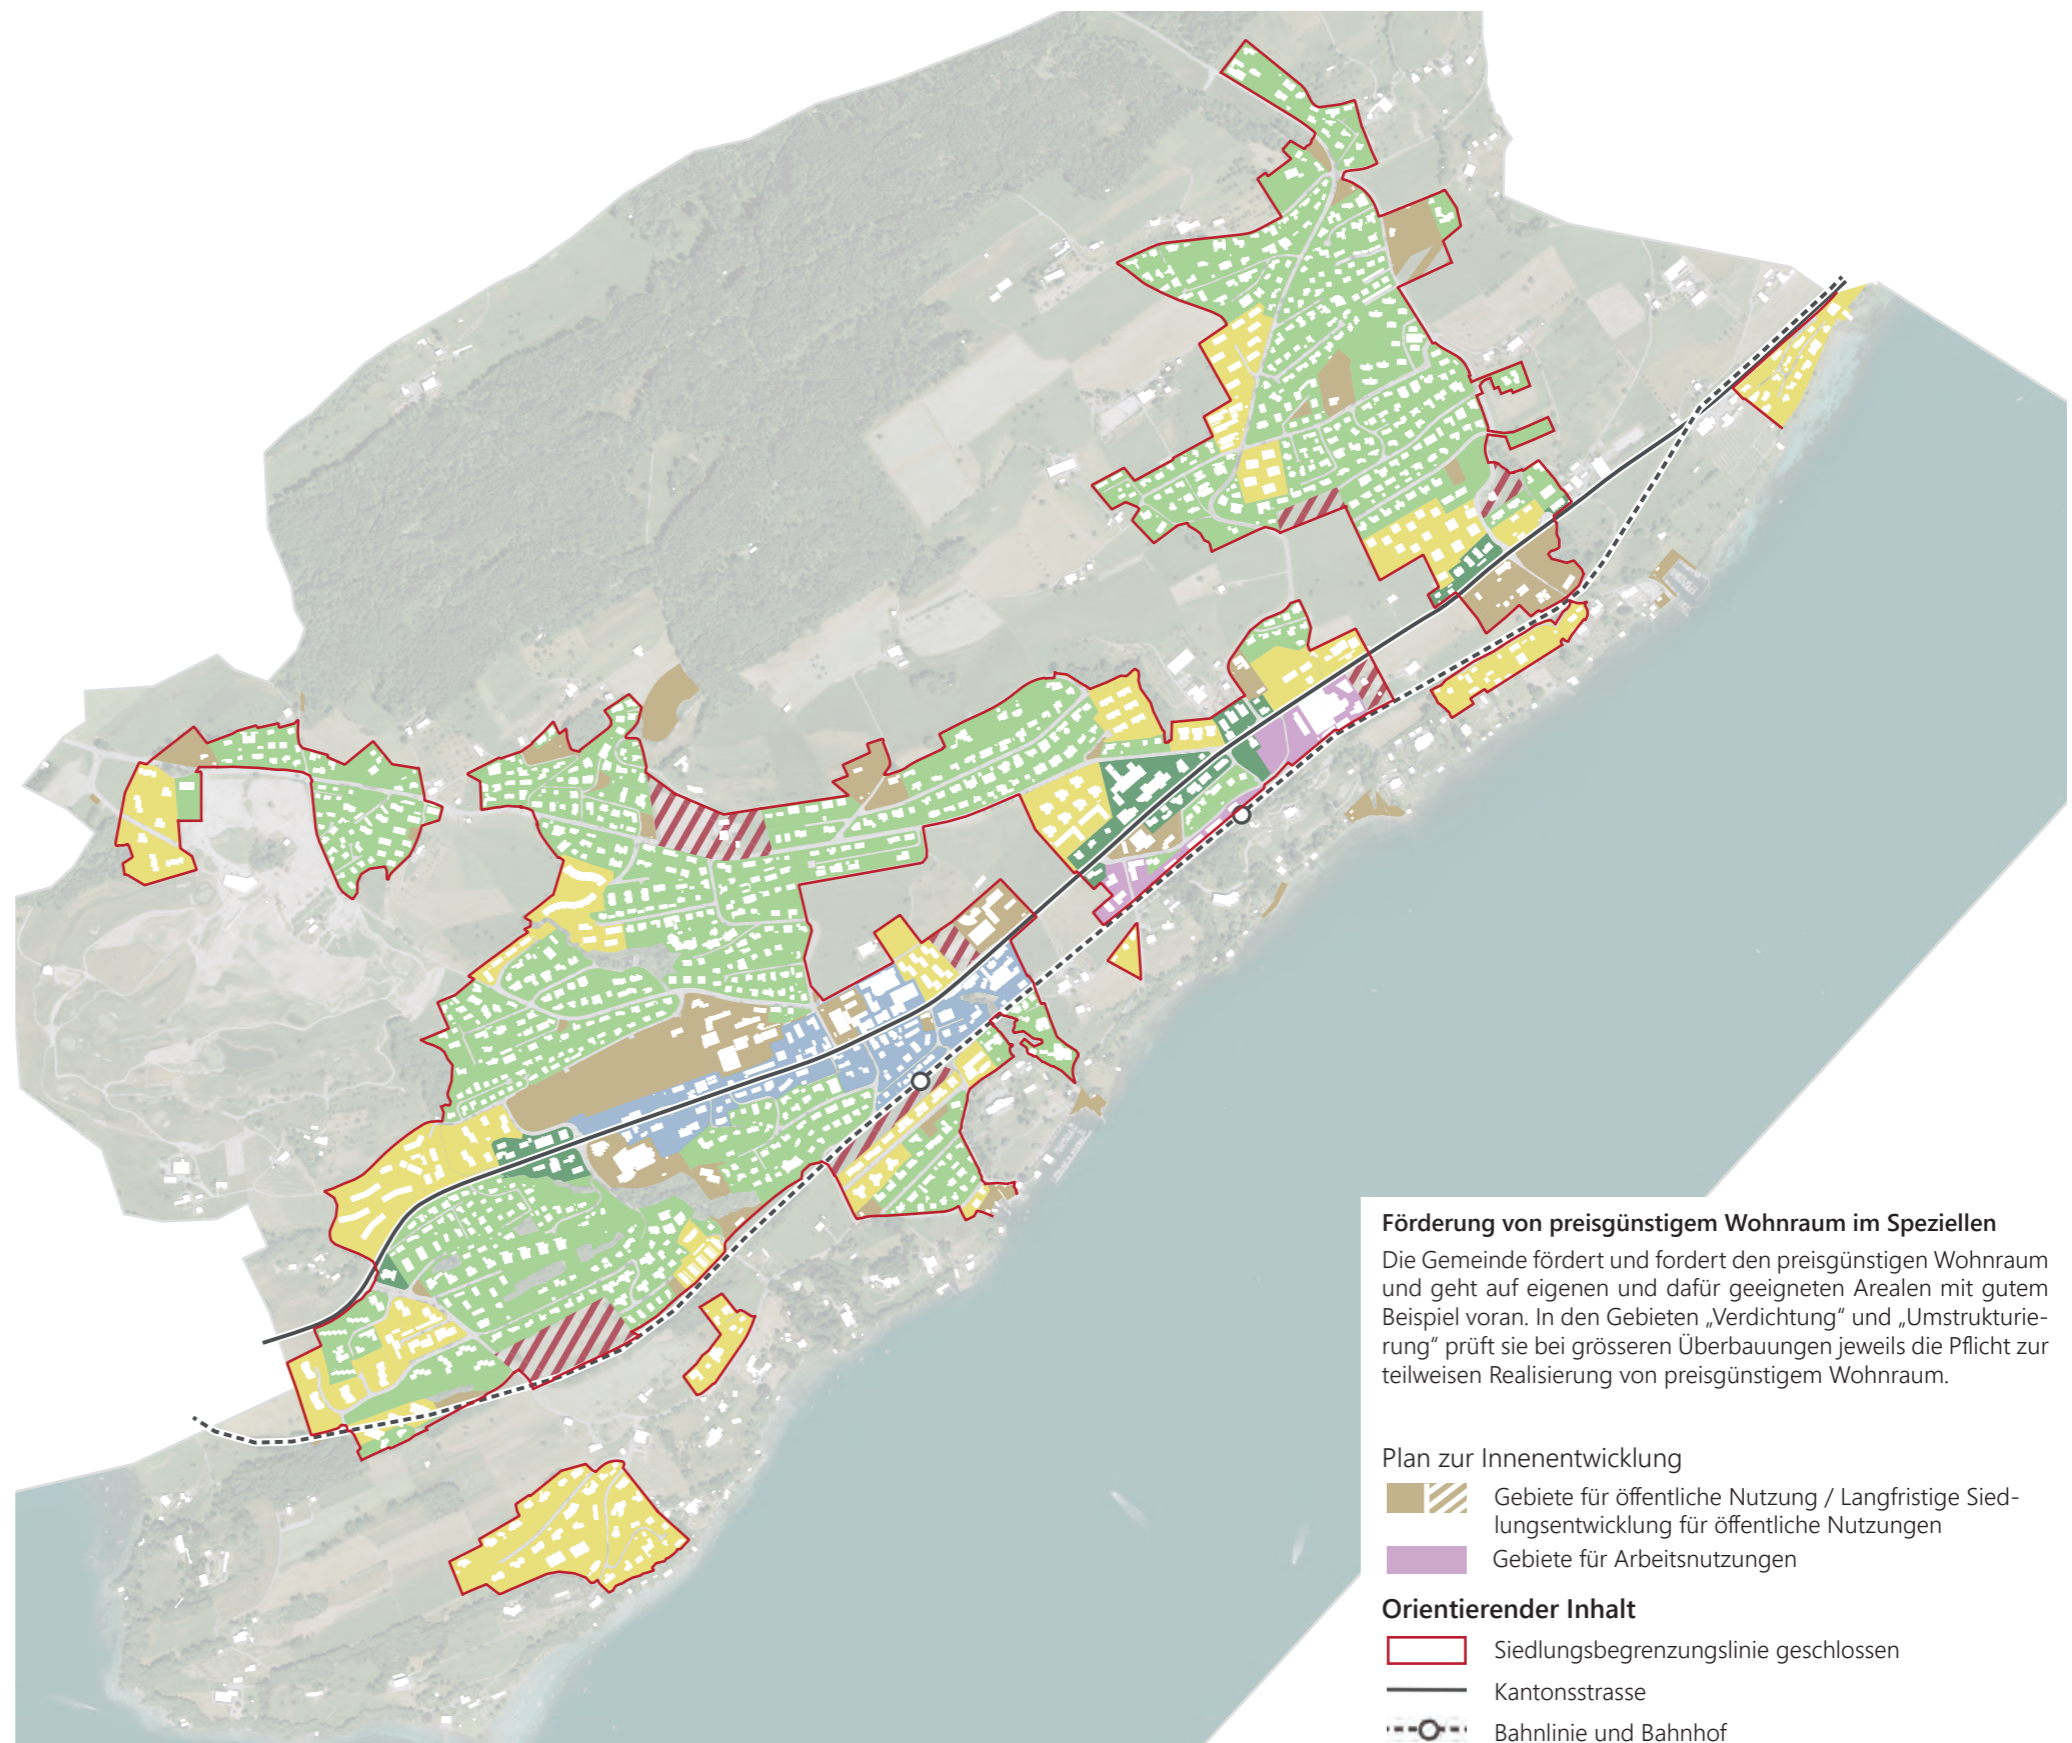 Förderung von preisgünstigem Wohnraum im Speziellen
Die Gemeinde fördert und fordert den preisgünstigen Wohnraum
und geht auf eigenen und dafür geeigneten Arealen mit gutem
Beispiel voran. In den Gebieten „Verdichtung“ und „Umstrukturie-
rung“ prüft sie bei grösseren Überbauungen jeweils die Pflicht zur
teilweisen Realisierung von preisgünstigem Wohnraum.
Plan zur Innenentwicklung
Gebiete für öffentliche Nutzung / Langfristige Sied-
lungsentwicklung für öffentliche Nutzungen
Gebiete für Arbeitsnutzungen
Orientierender Inhalt
Siedlungsbegrenzungslinie geschlossen
Kantonsstrasse
Bahnlinie und Bahnhof